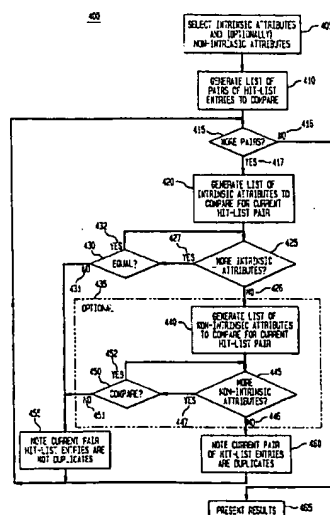 400
SELECT INTRINSIC ATTRIBUTES
AND (OPTIONALLY)
NON-INTRINSIC ATTRIBUTES
405
GENERATE LIST OF
PAIRS OF HIT-LIST
ENTRIES TO COMPARE
410
415
MORE PAIRS?
NO
416
YES
417
420
GENERATE LIST OF
INTRINSIC ATTRIBUTES TO
COMPARE FOR CURRENT
HIT-LIST PAIR
432
YES
430
EQUAL?
NO
431
427
YES
425
MORE INTRINSIC
ATTRIBUTES?
NO
426
435
OPTIONAL
440
GENERATE LIST OF
NON-INTRINSIC ATTRIBUTES
TO COMPARE FOR CURRENT
HIT-LIST PAIR
452
YES
450
COMPARE?
NO
451
445
MORE
NON-INTRINSIC
ATTRIBUTES?
YES
447
NO
446
455
NOTE CURRENT PAIR
HIT-LIST ENTRIES ARE
NOT DUPLICATES
NOTE CURRENT PAIR
OF HIT-LIST ENTRIES
ARE DUPLICATES
460
PRESENT RESULTS
465